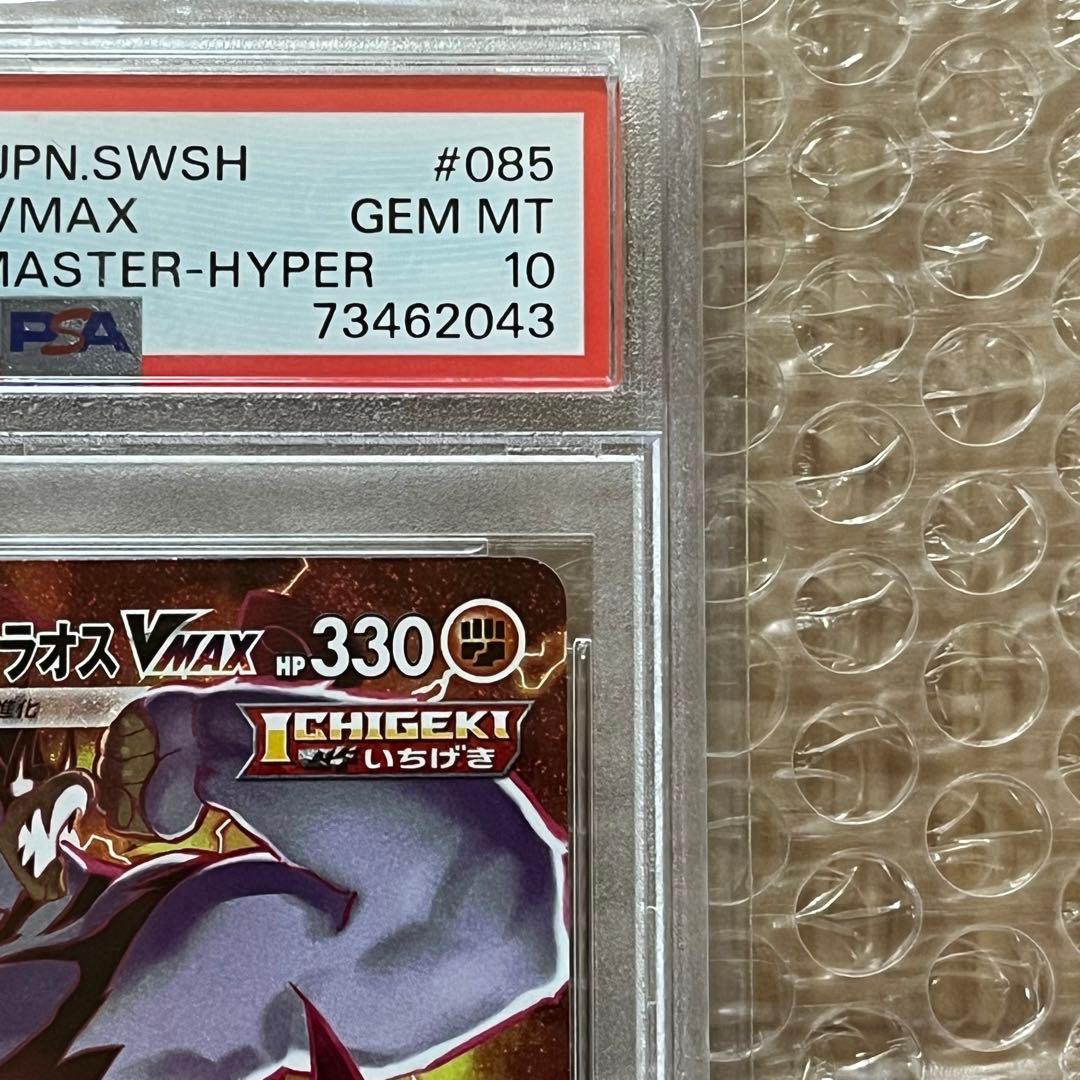 JPN.SWSH #085
VMAX GEM MT
MASTER-HYPER 10
PSA 73462043
ラオス VMAX HP 330
進化
ICHIGEKI
いちげき